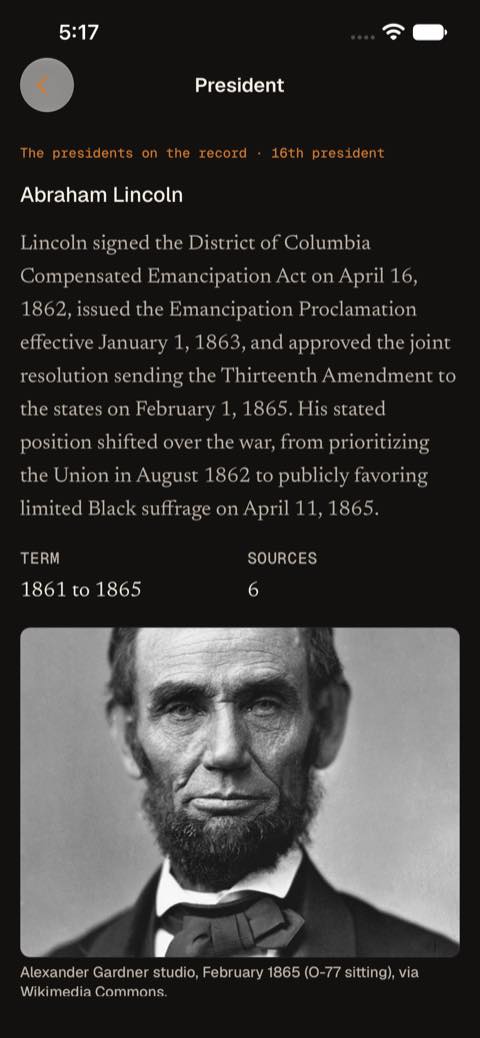 5:17
President
The presidents on the record · 16th president
Abraham Lincoln
Lincoln signed the District of Columbia
Compensated Emancipation Act on April 16,
1862, issued the Emancipation Proclamation
effective January 1, 1863, and approved the joint
resolution sending the Thirteenth Amendment to
the states on February 1, 1865. His stated
position shifted over the war, from prioritizing
the Union in August 1862 to publicly favoring
limited Black suffrage on April 11, 1865.
TERM
1861 to 1865
SOURCES
6
Alexander Gardner studio, February 1865 (O-77 sitting), via
Wikimedia Commons.